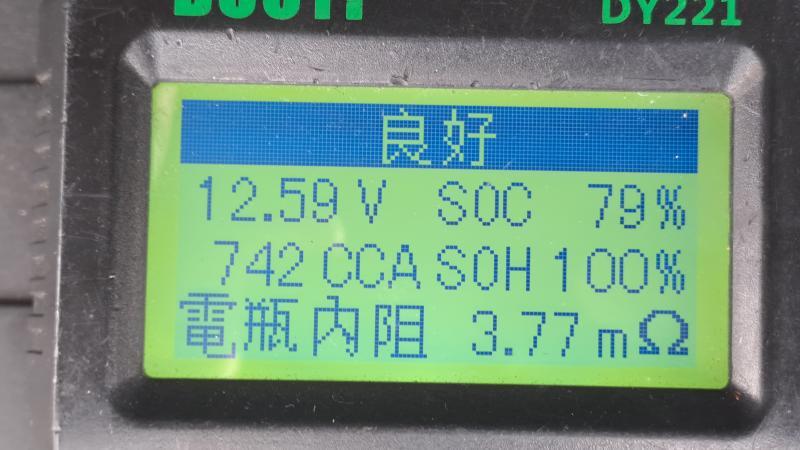 DY221
良好
12.59 V SOC 79%
742 CCA SOH 100%
電瓶內阻 3.77 mΩ